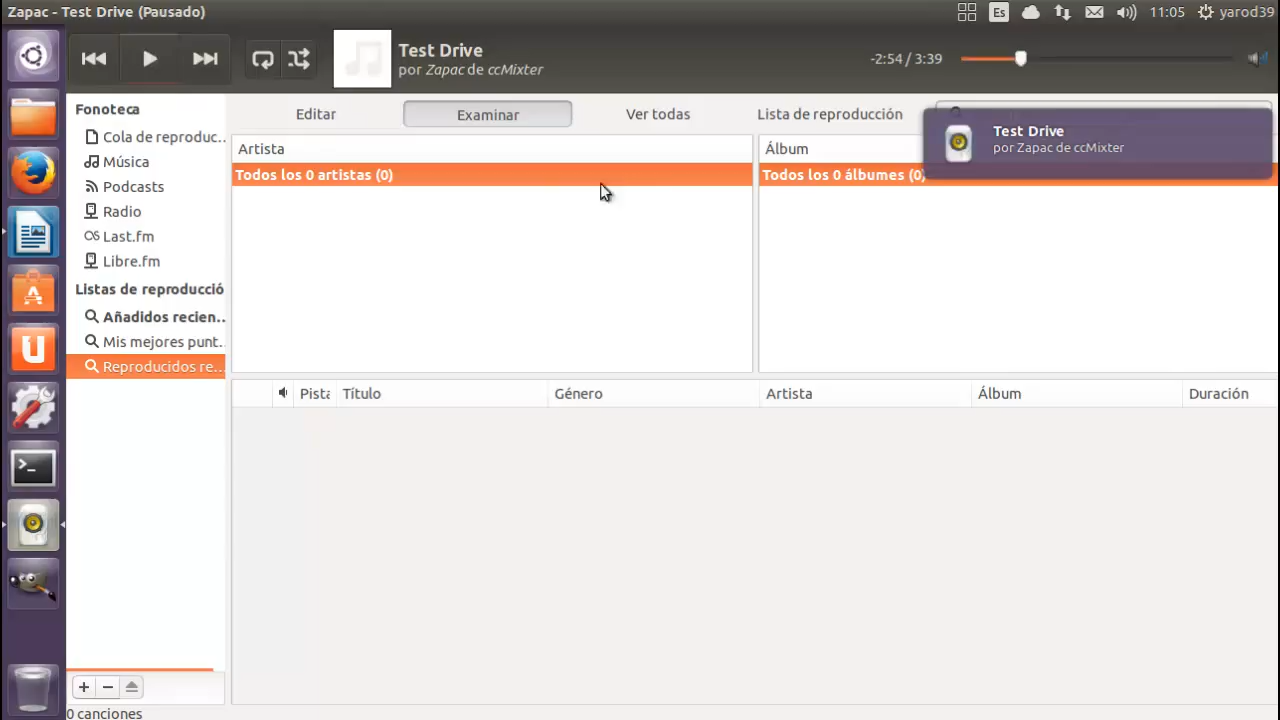 Zapac - Test Drive (Pausado)
Es
11:05
yarod39
Test Drive
por Zapac de ccMixter
-2:54 / 3:39
Fonoteca
Cola de reproduc...
Música
Podcasts
Radio
Last.fm
Libre.fm
Listas de reproducció
Añadidos recien...
Mis mejores punt...
Reproducidos re...
Editar
Examinar
Ver todas
Lista de reproducción
Test Drive
por Zapac de ccMixter
Artista
Todos los 0 artistas (0)
Álbum
Todos los 0 álbumes (0)
Pista
Título
Género
Artista
Álbum
Duración
0 canciones